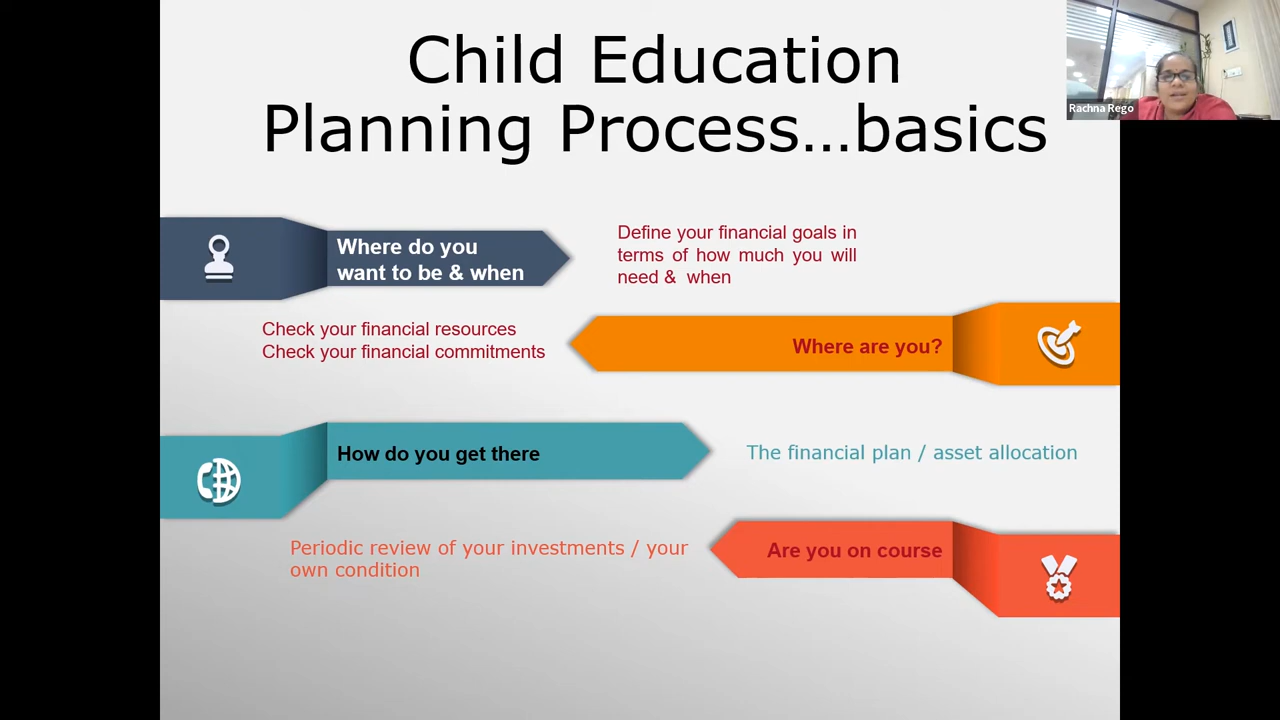 Child Education
Planning Process...basics
Rachna Rego
Where do you
want to be & when
Define your financial goals in
terms of how much you will
need & when
Check your financial resources
Check your financial commitments
Where are you?
How do you get there
The financial plan / asset allocation
Periodic review of your investments / your
own condition
Are you on course